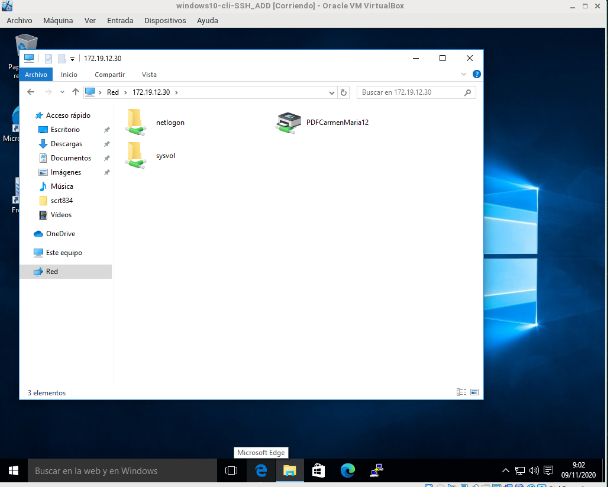 windows10-cli-SSH_ADD [Corriendo] - Oracle VM VirtualBox
Archivo Máquina Ver Entrada Dispositivos Ayuda
172.19.12.30
Archivo Inicio Compartir Vista
Red > 172.19.12.30 >
Buscar en 172.19.12.30
Acceso rápido
Escritorio
Descargas
Documentos
Imágenes
Música
scrt834
Vídeos
OneDrive
Este equipo
Red
netlogon
PDFCarmenMaria12
sysvol
3 elementos
Microsoft Edge
Buscar en la web y en Windows
9:02
09/11/2020